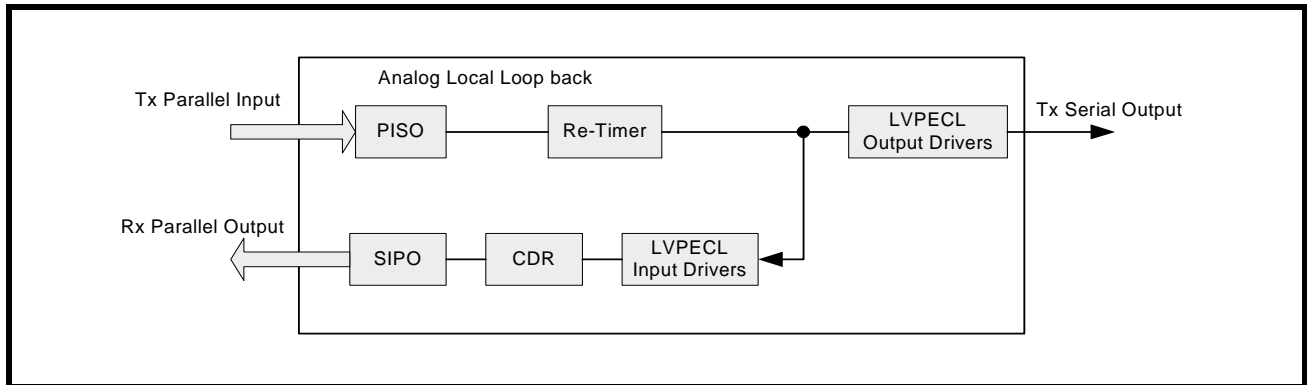 Analog Local Loop back
Tx Parallel Input
PISO
Re-Timer
LVPECL
Output Drivers
Tx Serial Output
Rx Parallel Output
SIPO
CDR
LVPECL
Input Drivers